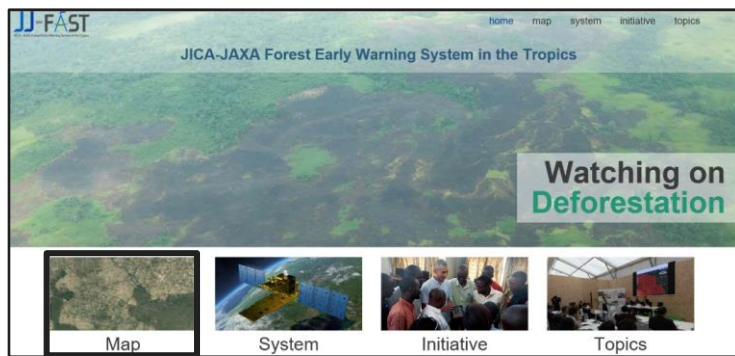 JJ-FAST
home map system initiative topics
JICA-JAXA Forest Early Warning System in the Tropics
Watching on
Deforestation
Map System Initiative Topics